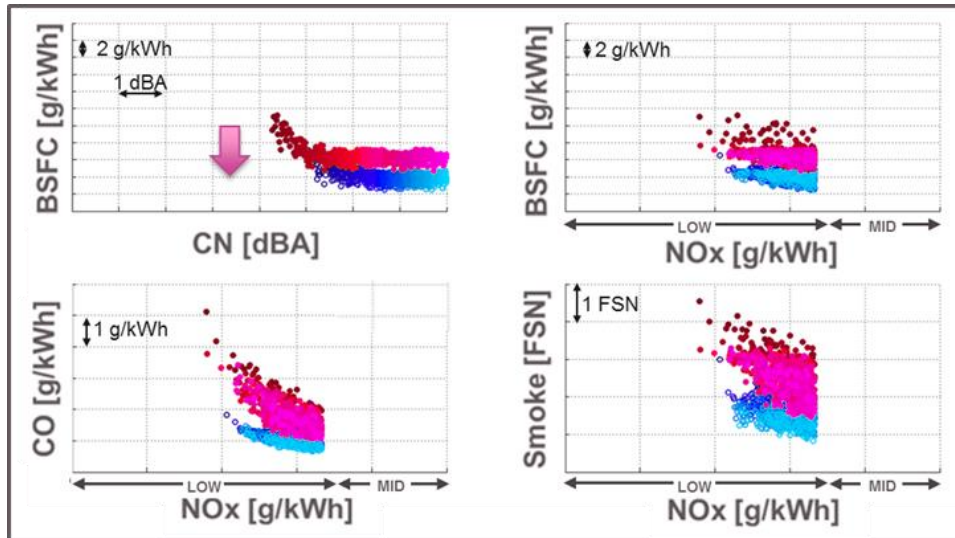 BSFC [g/kWh]
2 g/kWh
1 dBA
CN [dBA]
BSFC [g/kWh]
2 g/kWh
LOW
MID
NOx [g/kWh]
CO [g/kWh]
1 g/kWh
LOW
MID
NOx [g/kWh]
Smoke [FSN]
1 FSN
LOW
MID
NOx [g/kWh]